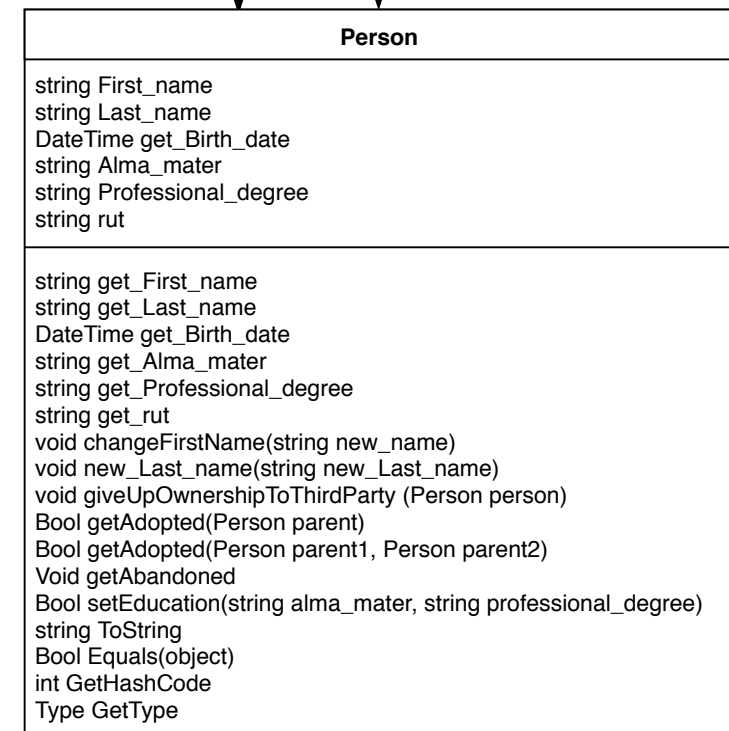 Person
string First_name
string Last_name
DateTime get_Birth_date
string Alma_mater
string Professional_degree
string rut
string get_First_name
string get_Last_name
DateTime get_Birth_date
string get_Alma_mater
string get_Professional_degree
string get_rut
void changeFirstName(string new_name)
void new_Last_name(string new_Last_name)
void giveUpOwnershipToThirdParty (Person person)
Bool getAdopted(Person parent)
Bool getAdopted(Person parent1, Person parent2)
Void getAbandoned
Bool setEducation(string alma_mater, string professional_degree)
string ToString
Bool Equals(object)
int GetHashCode
Type GetType